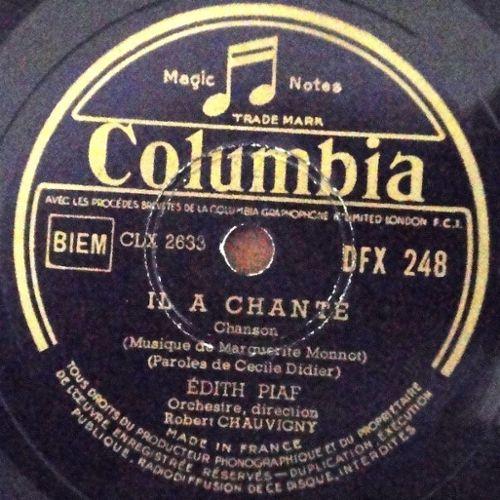 Magic Notes
TRADE MARK
Columbia
AVEC LES PROCÉDÉS BREVETES DE LA COLUMBIA GRAPHOPHONE Cº LIMITED LONDON F.C.I.
BIEM CLX 2633
DFX 248
IL A CHANTÉ
Chanson
(Musique de Marguerite Monnot)
(Paroles de Cecile Didier)
ÉDITH PIAF
Orchestre, direction
Robert CHAUVIGNY
MADE IN FRANCE
TOUS DROITS DU PRODUCTEUR PHONOGRAPHIQUE ET DU PROPRIÉTAIRE
DE L'ŒUVRE ENREGISTRÉE RÉSERVÉS — DUPLICATION EXÉCUTION
PUBLIQUE, RADIODIFFUSION DE CE DISQUE, INTERDITES